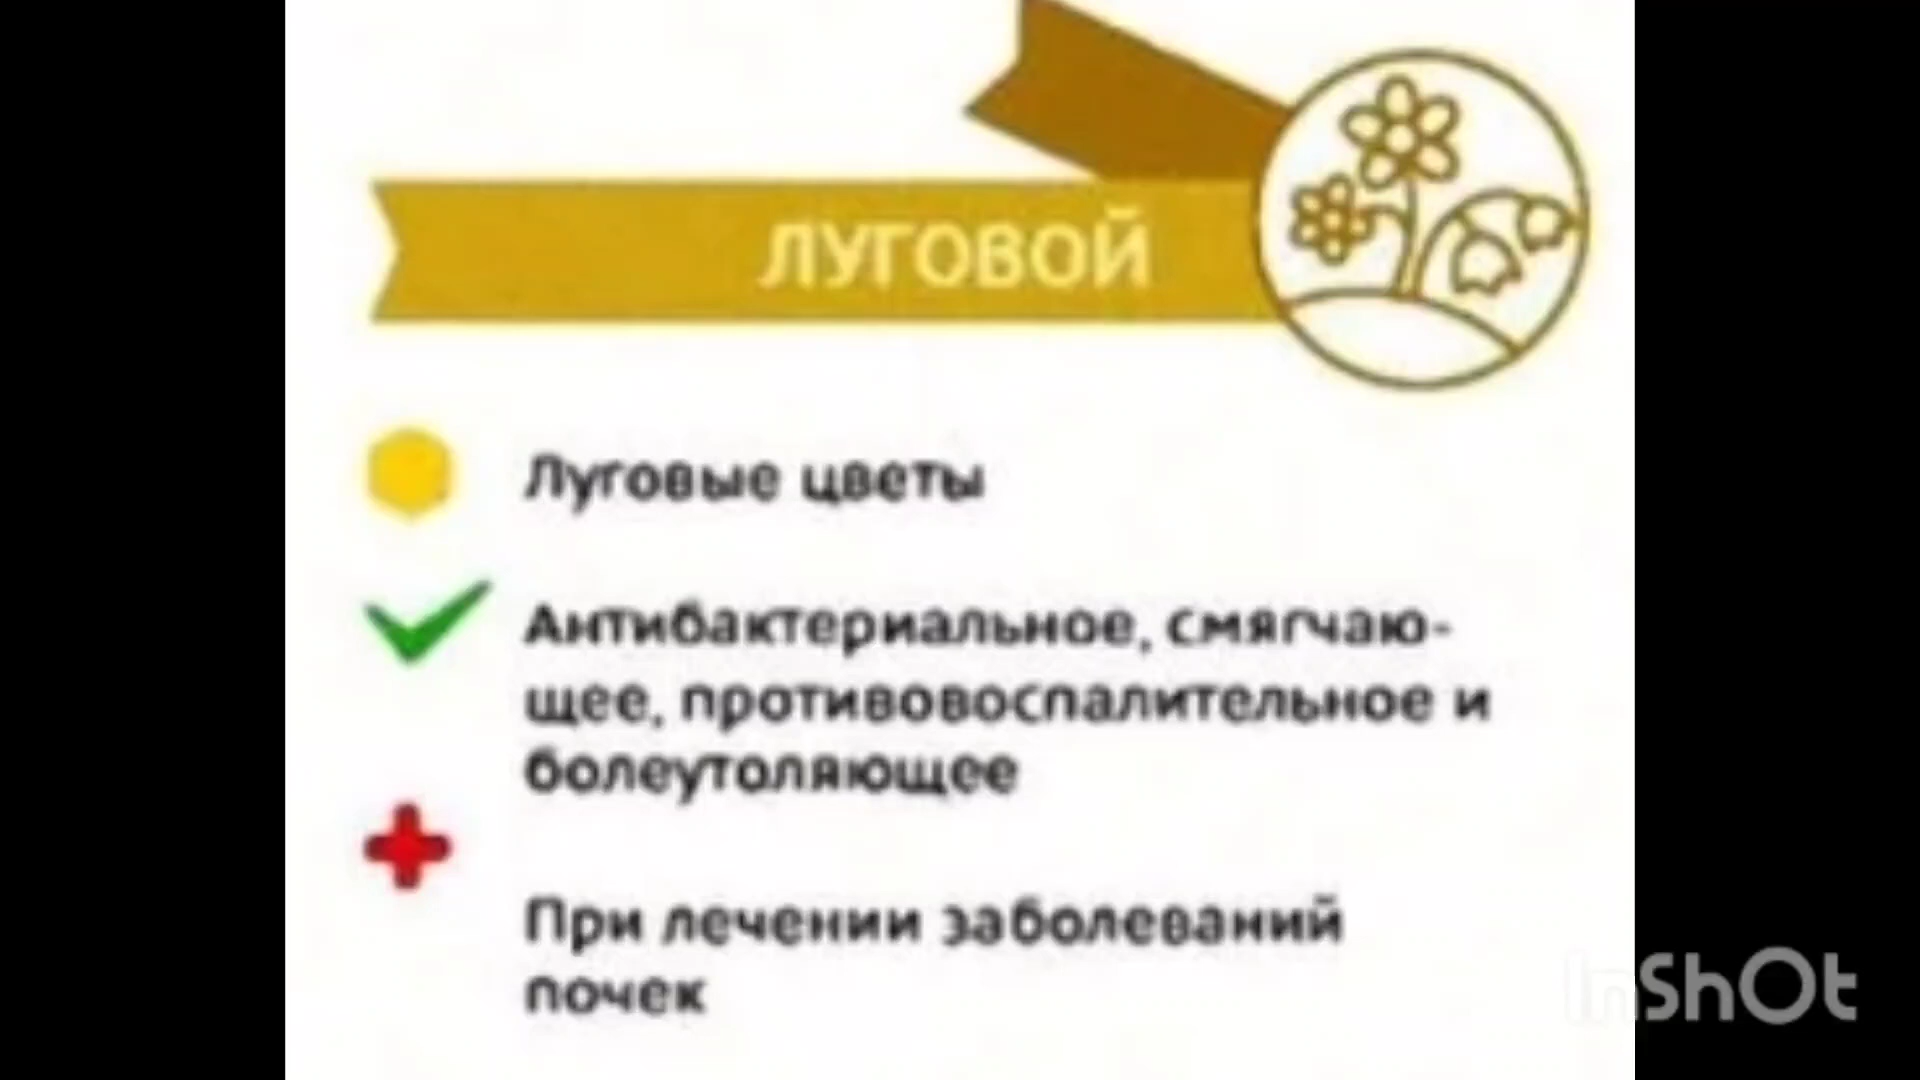 ЛУГОВОЙ
Луговые цветы
Антибактериальное, смягчаю-
щее, противовоспалительное и
болеутоляющее
При лечении заболеваний
почек
InShOt